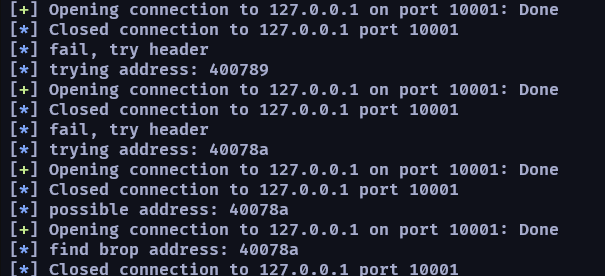 [+] Opening connection to 127.0.0.1 on port 10001: Done
[*] Closed connection to 127.0.0.1 port 10001
[*] fail, try header
[*] trying address: 400789
[+] Opening connection to 127.0.0.1 on port 10001: Done
[*] Closed connection to 127.0.0.1 port 10001
[*] fail, try header
[*] trying address: 40078a
[+] Opening connection to 127.0.0.1 on port 10001: Done
[*] Closed connection to 127.0.0.1 port 10001
[*] possible address: 40078a
[+] Opening connection to 127.0.0.1 on port 10001: Done
[*] find brop address: 40078a
[*] Closed connection to 127.0.0.1 port 10001